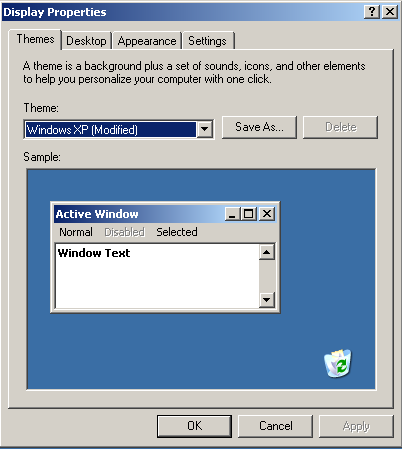 Display Properties
Themes Desktop Appearance Settings
A theme is a background plus a set of sounds, icons, and other elements
to help you personalize your computer with one click.
Theme:
Windows XP (Modified) Save As... Delete
Sample:
Active Window
Normal Disabled Selected
Window Text
OK Cancel Apply